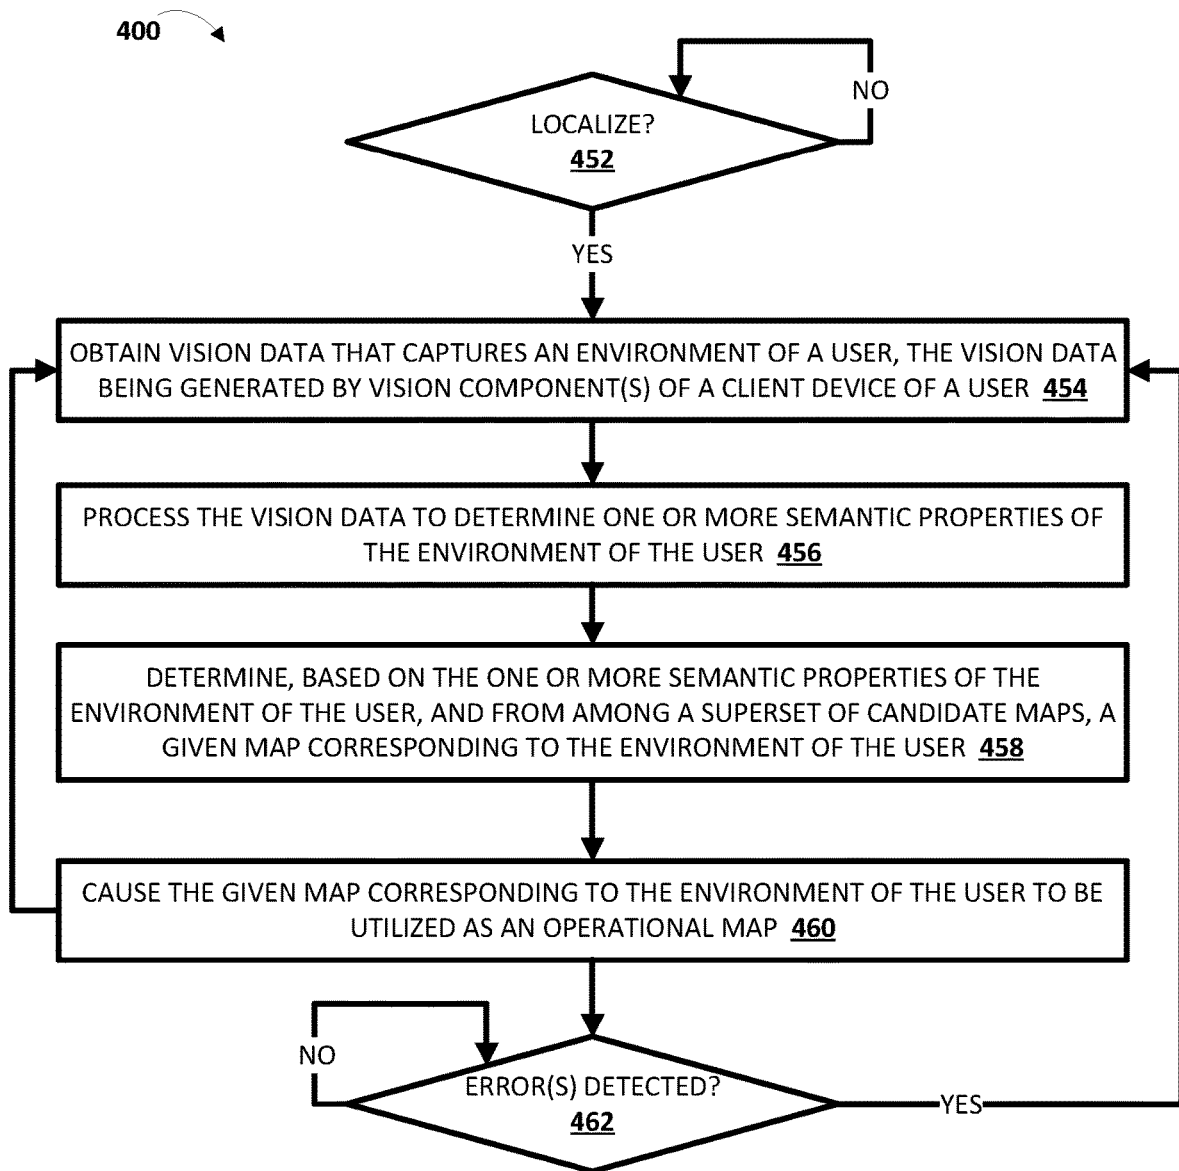 400
NO
LOCALIZE?
452
YES
OBTAIN VISION DATA THAT CAPTURES AN ENVIRONMENT OF A USER, THE VISION DATA
BEING GENERATED BY VISION COMPONENT(S) OF A CLIENT DEVICE OF A USER 454
PROCESS THE VISION DATA TO DETERMINE ONE OR MORE SEMANTIC PROPERTIES OF
THE ENVIRONMENT OF THE USER 456
DETERMINE, BASED ON THE ONE OR MORE SEMANTIC PROPERTIES OF THE
ENVIRONMENT OF THE USER, AND FROM AMONG A SUPERSET OF CANDIDATE MAPS, A
GIVEN MAP CORRESPONDING TO THE ENVIRONMENT OF THE USER 458
CAUSE THE GIVEN MAP CORRESPONDING TO THE ENVIRONMENT OF THE USER TO BE
UTILIZED AS AN OPERATIONAL MAP 460
NO
ERROR(S) DETECTED?
462
YES